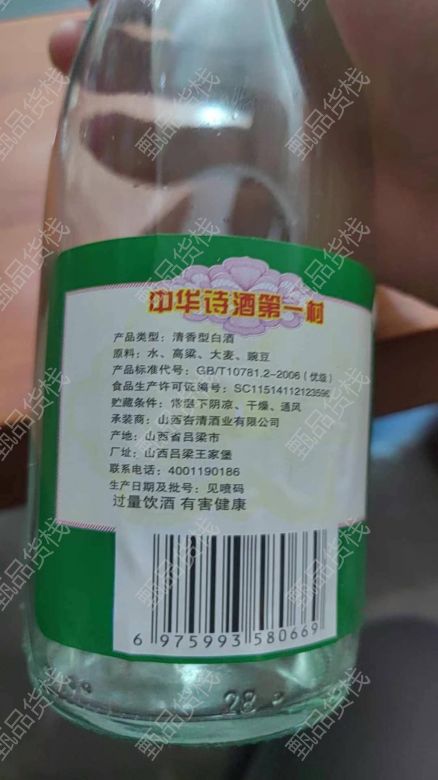 中华诗酒第一村
产品类型：清香型白酒
原料：水、高粱、大麦、豌豆
产品标准代号：GB/T10781.2-2006（优级）
食品生产许可证编号：SC11514112123596
贮藏条件：常温下阴凉、干燥、通风
承装商：山西杏清酒业有限公司
产地：山西省吕梁市
厂址：山西吕梁王家堡
联系电话：4001190186
生产日期及批号：见喷码
过量饮酒 有害健康
6 975993 580669
甄品货栈